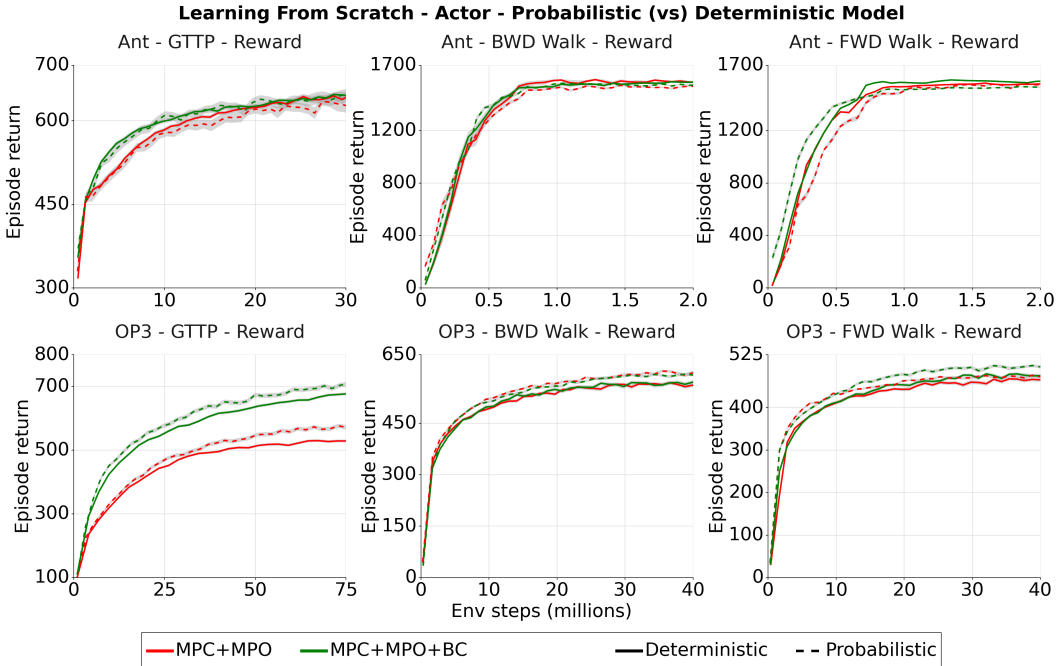 Learning From Scratch - Actor - Probabilistic (vs) Deterministic Model
Ant - GTTP - Reward
Ant - BWD Walk - Reward
Ant - FWD Walk - Reward
Episode return
700
600
450
300
0 10 20 30
Episode return
1700
1200
800
400
0
0 0.5 1.0 1.5 2.0
Episode return
1700
1200
800
400
0
0 0.5 1.0 1.5 2.0
OP3 - GTTP - Reward
OP3 - BWD Walk - Reward
OP3 - FWD Walk - Reward
Episode return
800
700
500
300
100
0 25 50 75
Episode return
650
450
300
150
0
0 10 20 30 40
Episode return
525
400
300
200
100
0
0 10 20 30 40
Env steps (millions)
MPC+MPO MPC+MPO+BC Deterministic Probabilistic